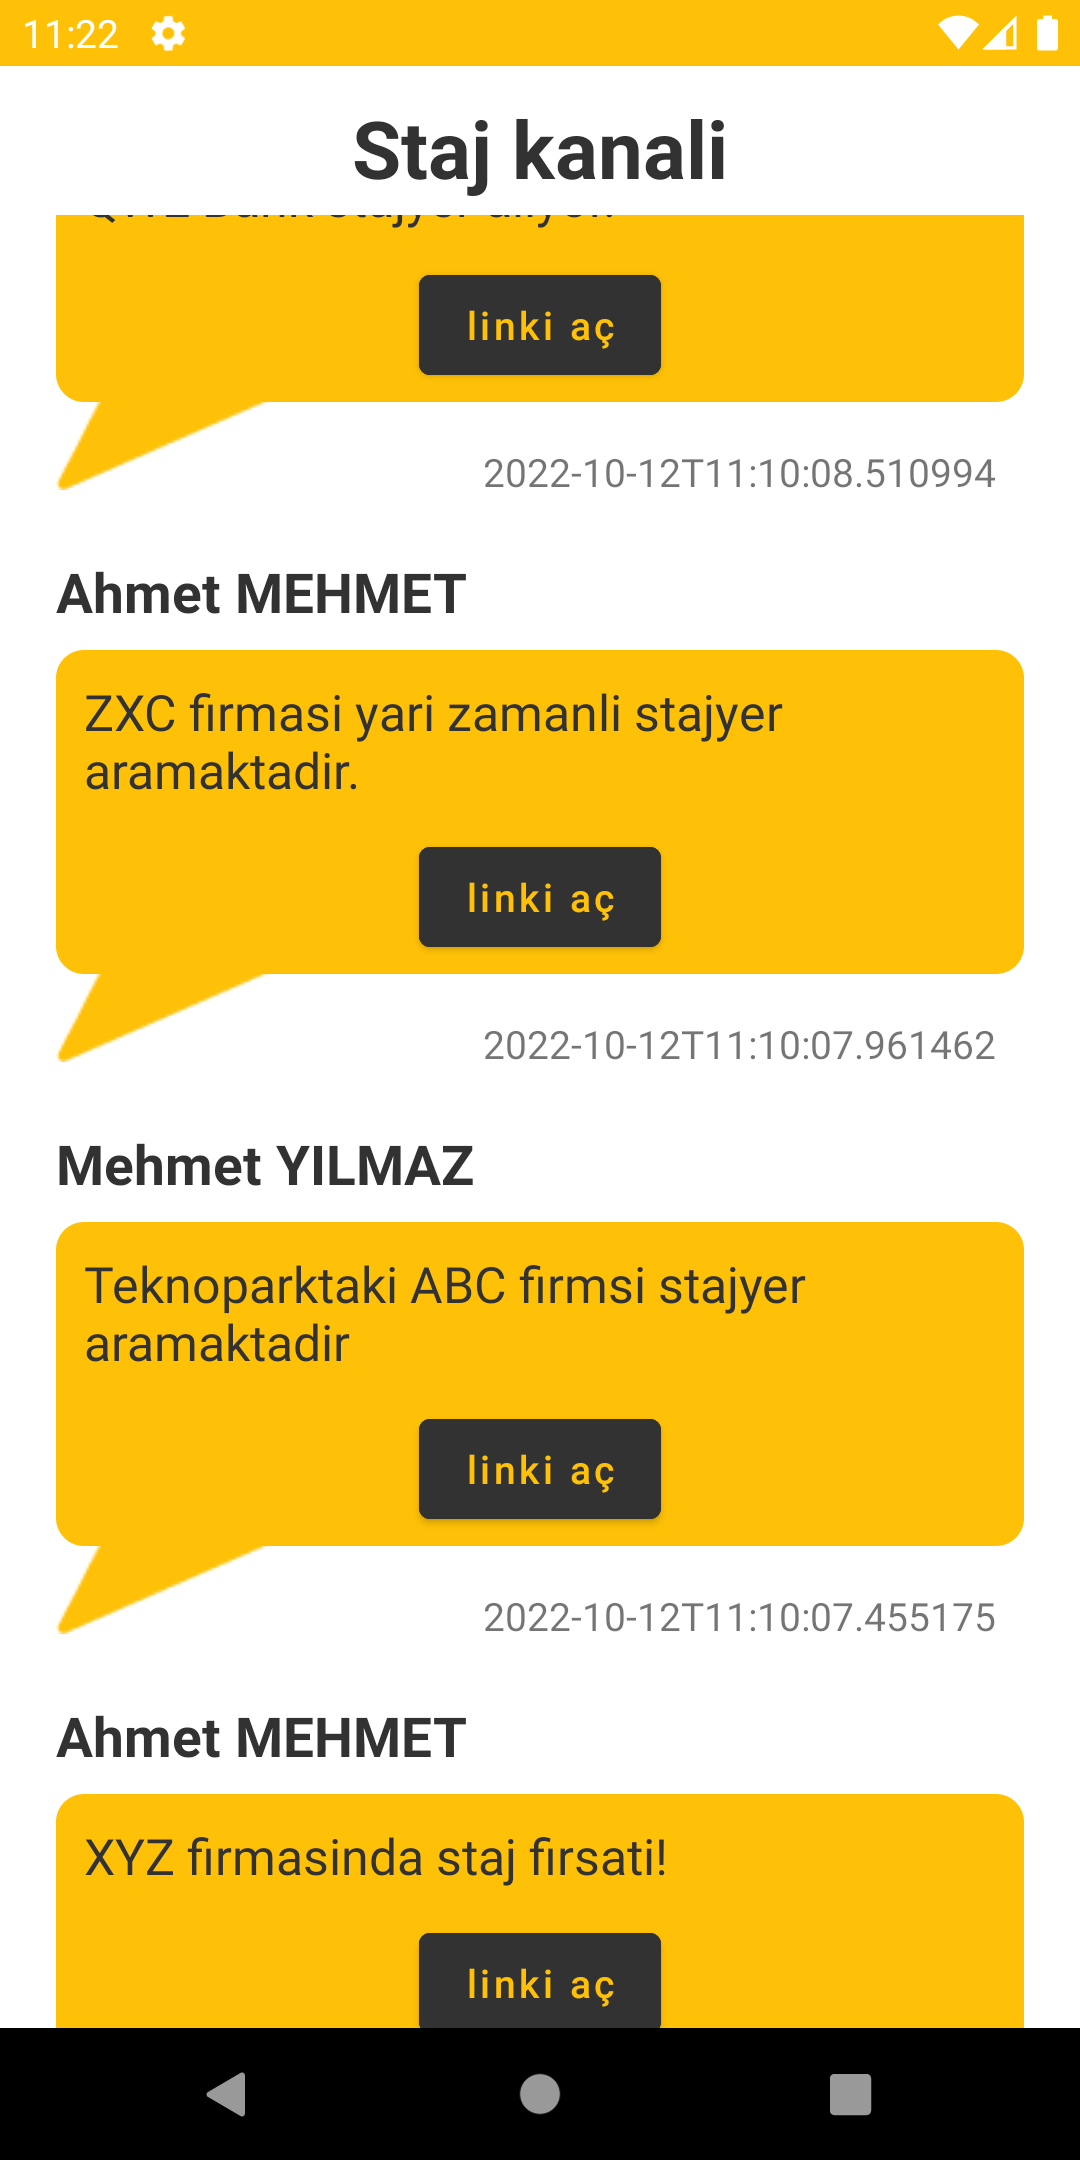 11:22
Staj kanali
linki aç
2022-10-12T11:10:08.510994
Ahmet MEHMET
ZXC firmasi yari zamanli stajyer
aramaktadir.
linki aç
2022-10-12T11:10:07.961462
Mehmet YILMAZ
Teknoparktaki ABC firmsi stajyer
aramaktadir
linki aç
2022-10-12T11:10:07.455175
Ahmet MEHMET
XYZ firmasinda staj firsati!
linki aç